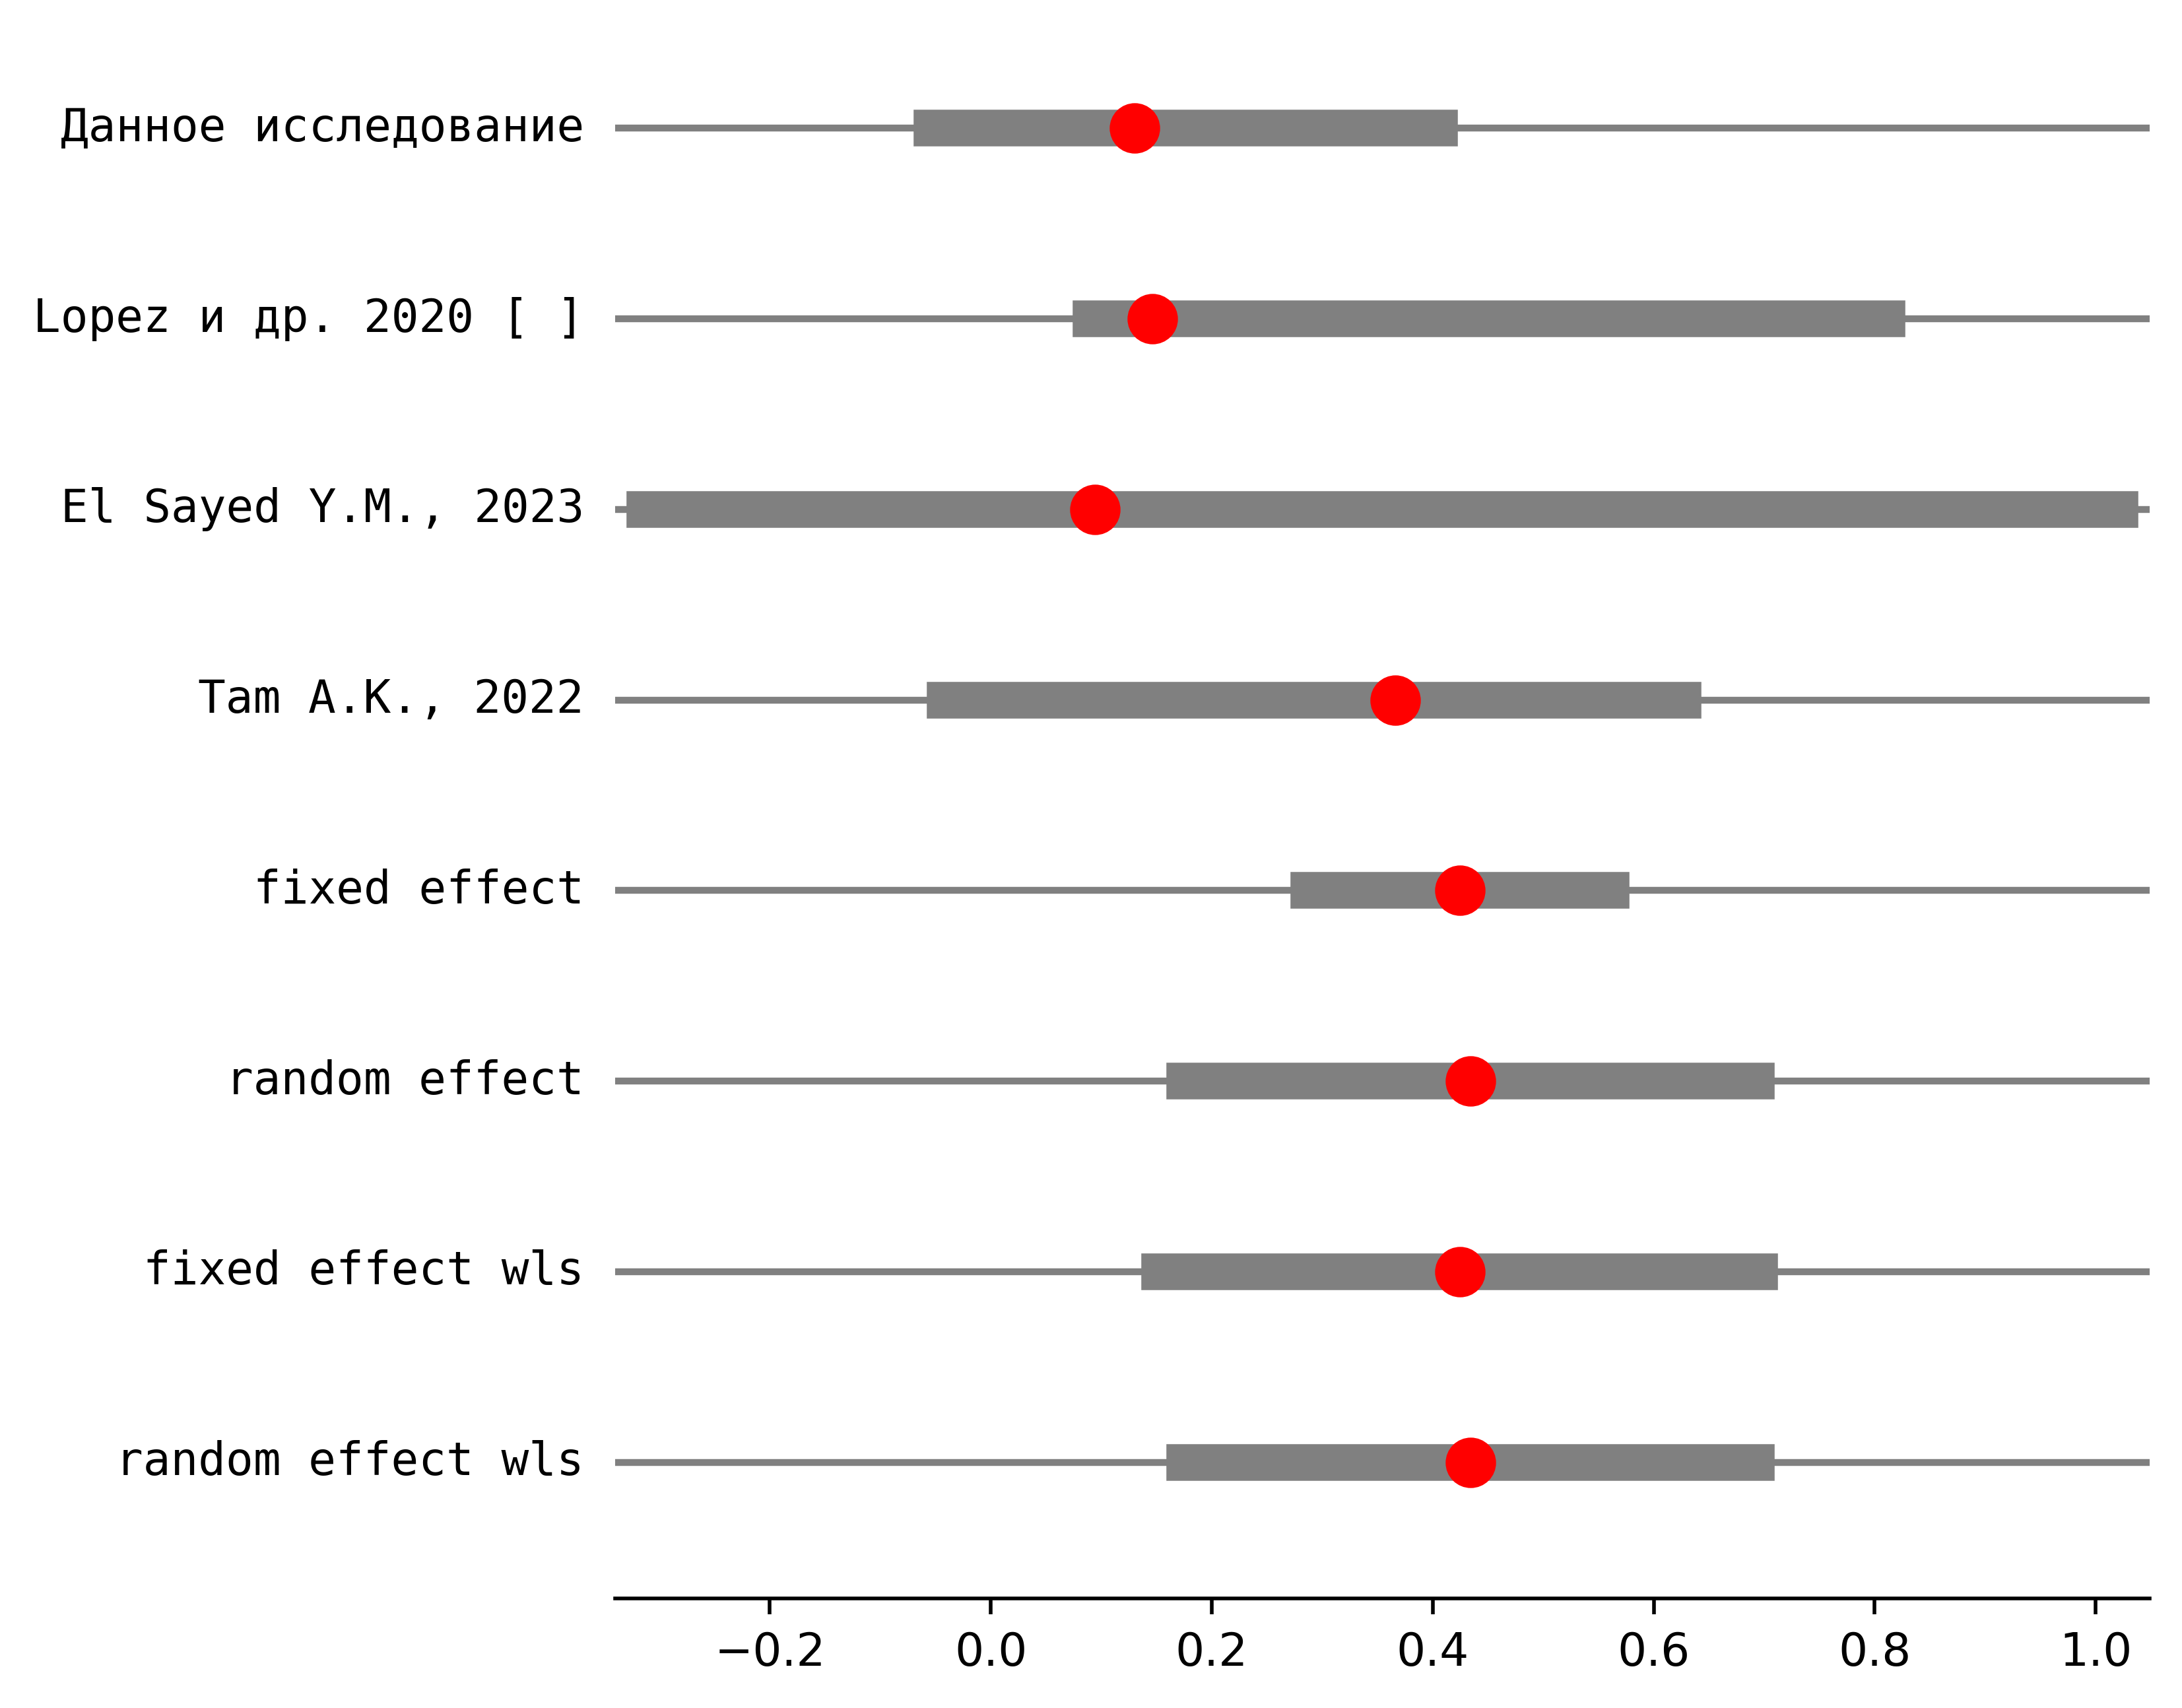 Данное исследование
Lopez и др. 2020 [ ]
El Sayed Y.M., 2023
Tam A.K., 2022
fixed effect
random effect
fixed effect wls
random effect wls
−0.2 0.0 0.2 0.4 0.6 0.8 1.0